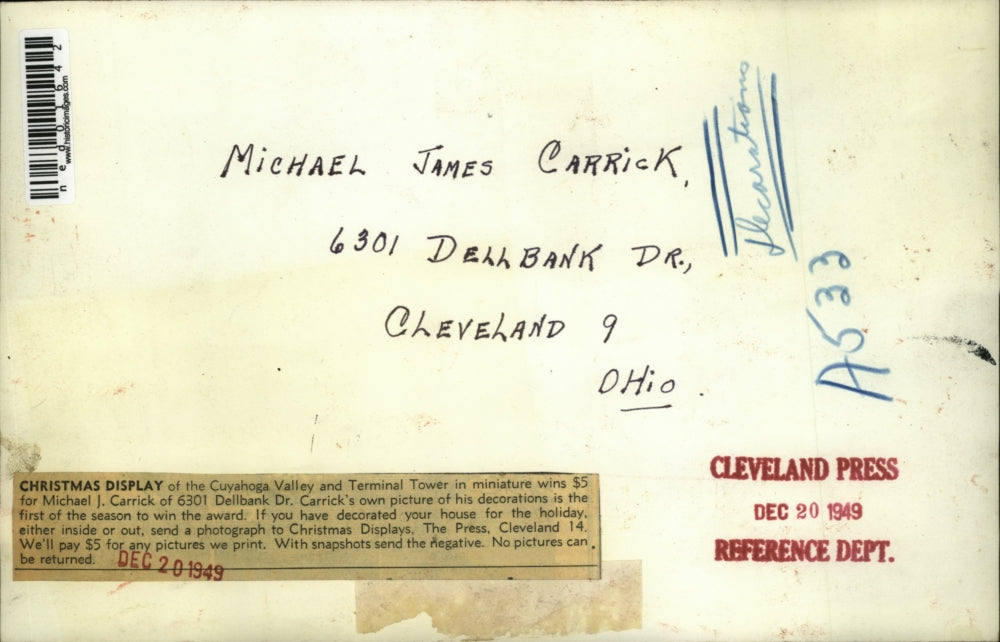 MICHAEL JAMES CARRICK,
6301 DELLBANK DR.,
CLEVELAND 9
OHIO.
Decorations
A533
CHRISTMAS DISPLAY of the Cuyahoga Valley and Terminal Tower in miniature wins $5
for Michael J. Carrick of 6301 Dellbank Dr. Carrick's own picture of his decorations is the
first of the season to win the award. If you have decorated your house for the holiday,
either inside or out, send a photograph to Christmas Displays, The Press, Cleveland 14.
We'll pay $5 for any pictures we print. With snapshots send the negative. No pictures can
be returned.
DEC 20 1949
CLEVELAND PRESS
DEC 20 1949
REFERENCE DEPT.
www.historicimages.com
ned01642